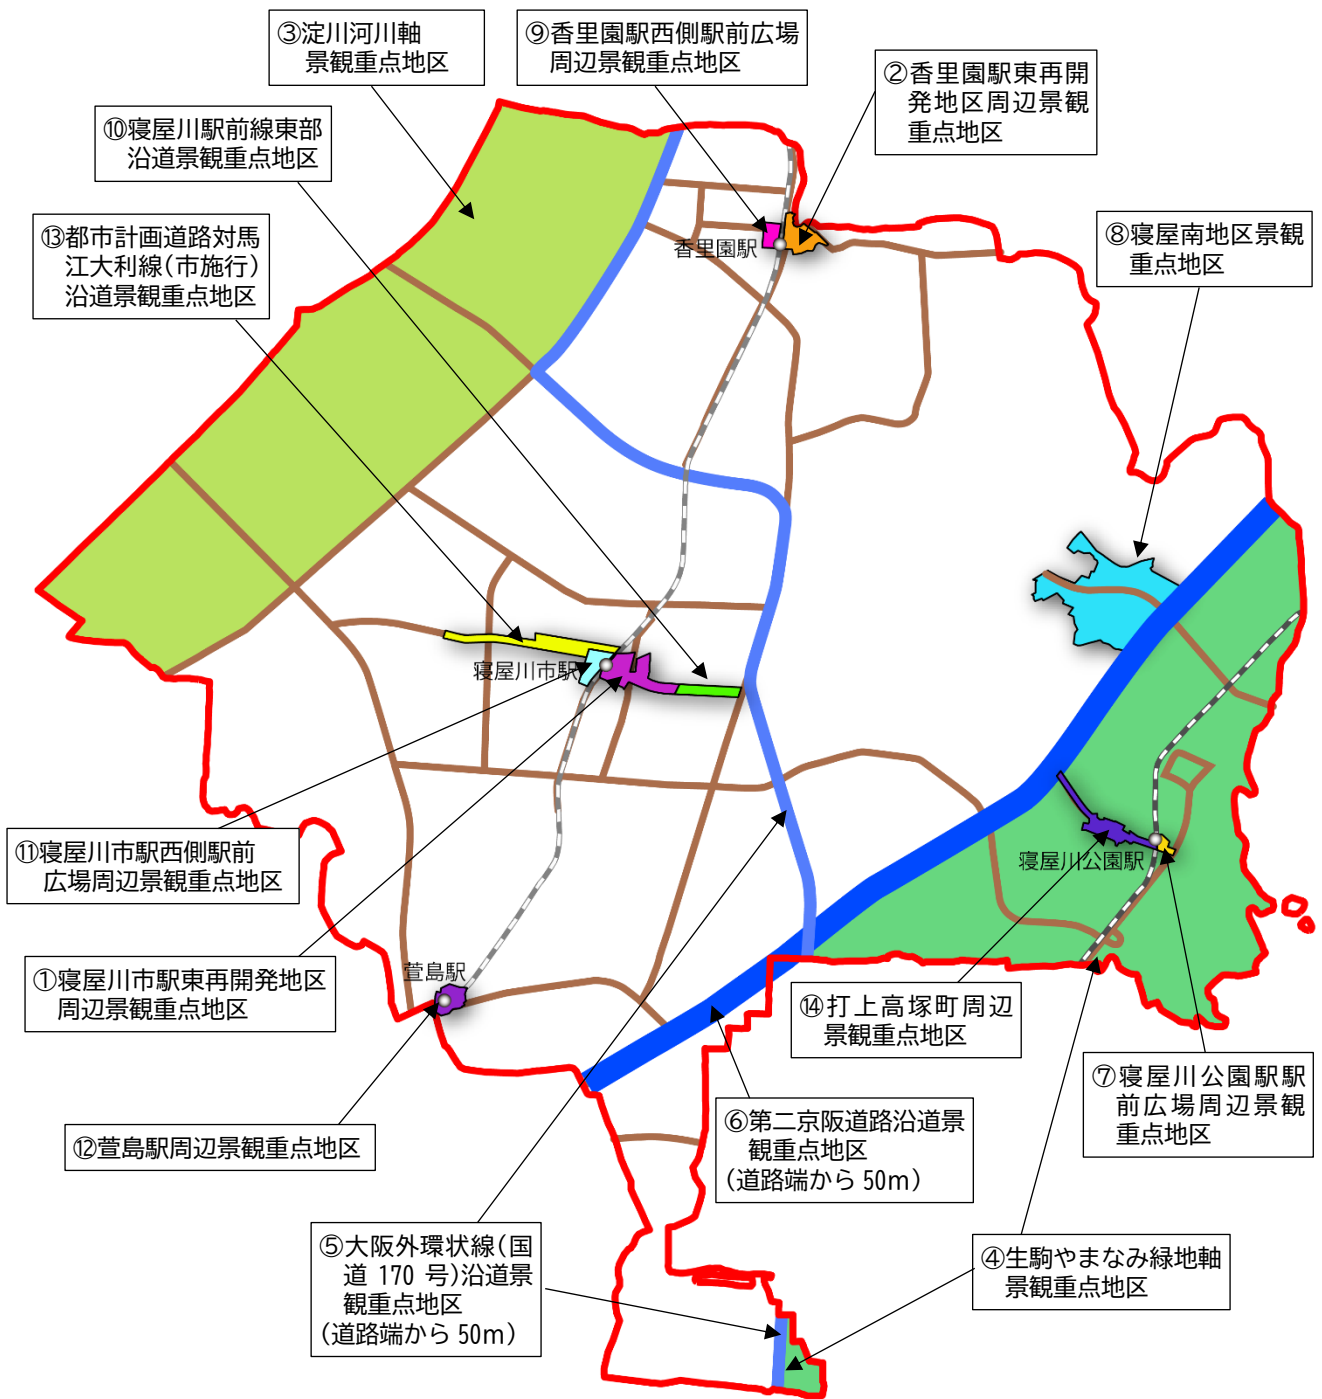 ③淀川河川軸
景観重点地区
⑨香里園駅西側駅前広場
周辺景観重点地区
②香里園駅東再開
発地区周辺景観
重点地区
⑩寝屋川駅前線東部
沿道景観重点地区
⑬都市計画道路対馬
江大利線(市施行)
沿道景観重点地区
⑧寝屋南地区景観
重点地区
香里園駅
寝屋川市駅
寝屋川公園駅
萱島駅
⑪寝屋川市駅西側駅前
広場周辺景観重点地区
①寝屋川市駅東再開発地区
周辺景観重点地区
⑭打上高塚町周辺
景観重点地区
⑦寝屋川公園駅駅
前広場周辺景観
重点地区
⑫萱島駅周辺景観重点地区
⑥第二京阪道路沿道景
観重点地区
(道路端から 50m)
⑤大阪外環状線(国
道 170 号)沿道景
観重点地区
(道路端から 50m)
④生駒やまなみ緑地軸
景観重点地区